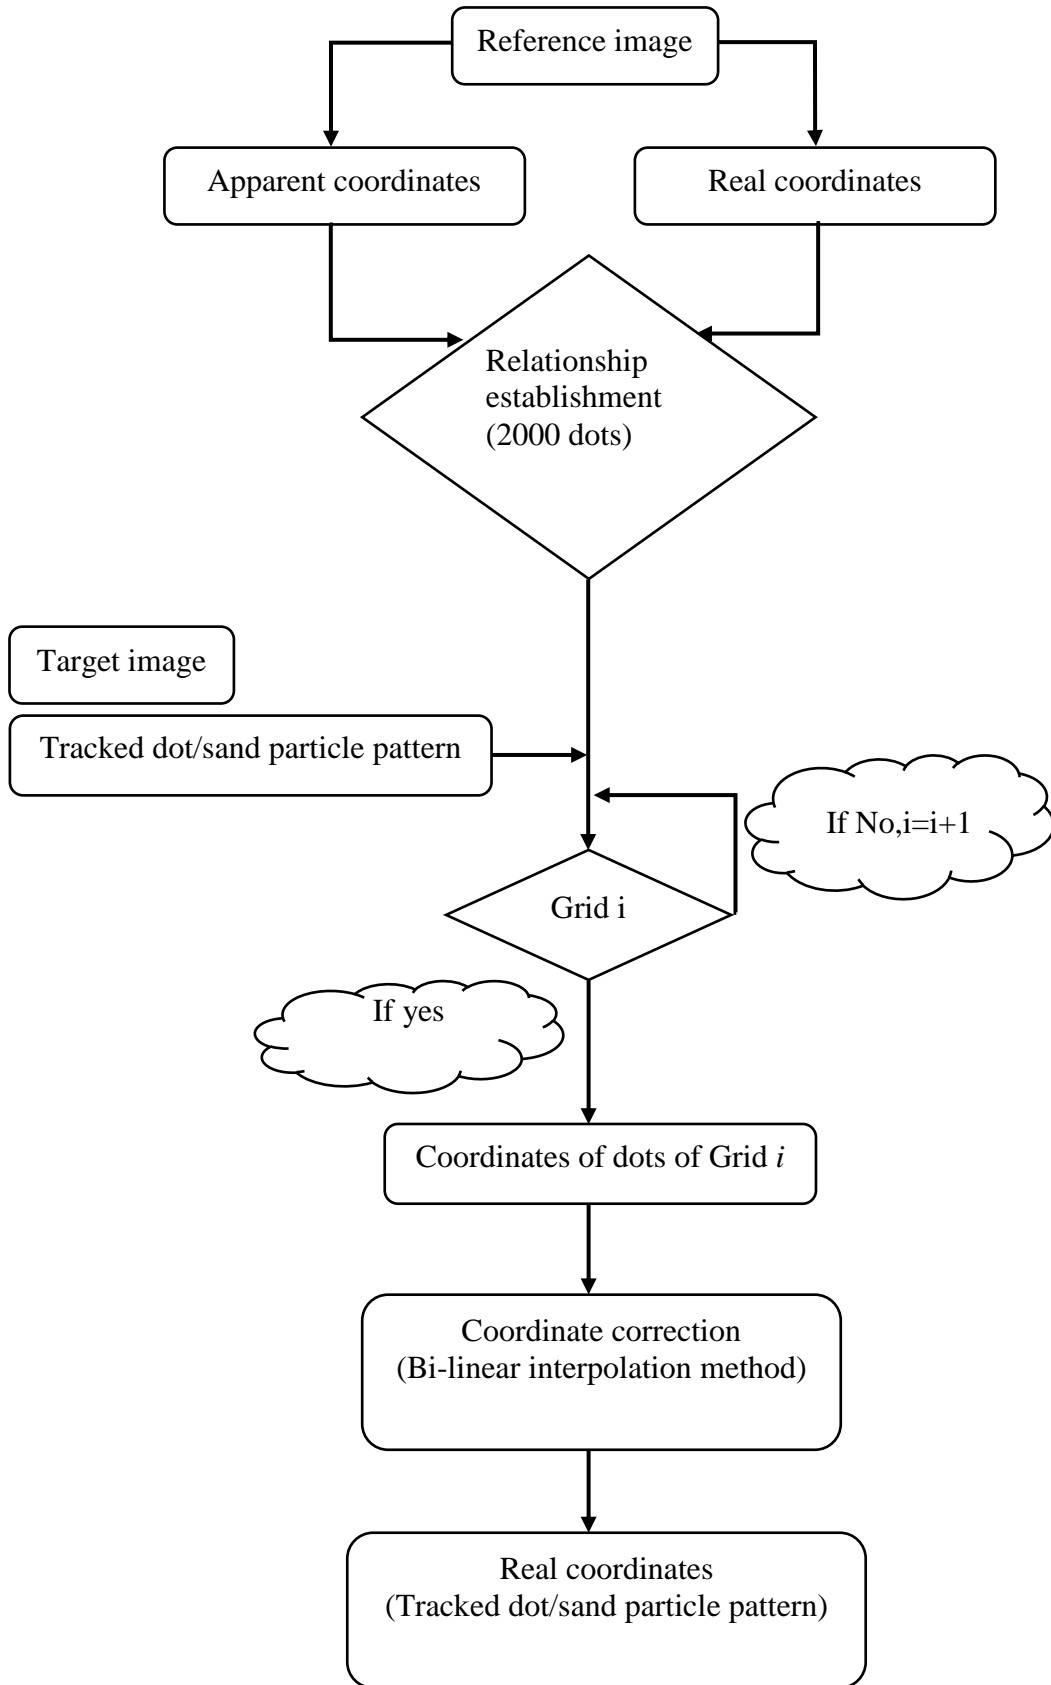 Reference image
Apparent coordinates
Real coordinates
Relationship
establishment
(2000 dots)
Target image
Tracked dot/sand particle pattern
If No,i=i+1
Grid i
If yes
Coordinates of dots of Grid i
Coordinate correction
(Bi-linear interpolation method)
Real coordinates
(Tracked dot/sand particle pattern)